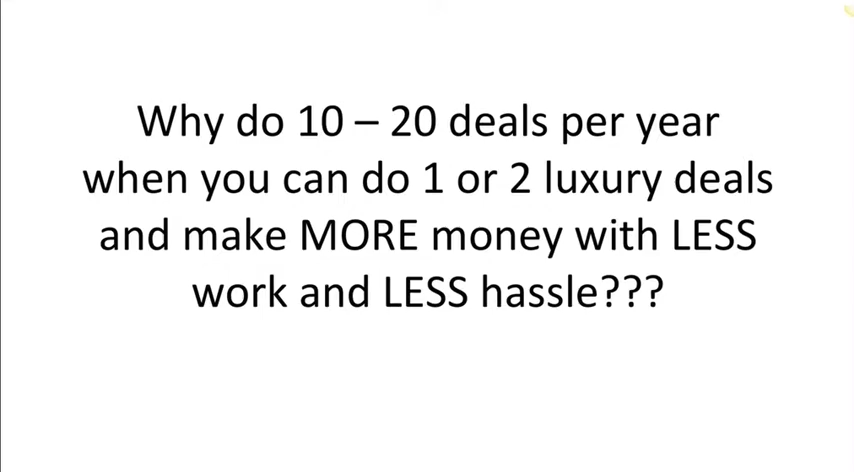 Why do 10 – 20 deals per year
when you can do 1 or 2 luxury deals
and make MORE money with LESS
work and LESS hassle???